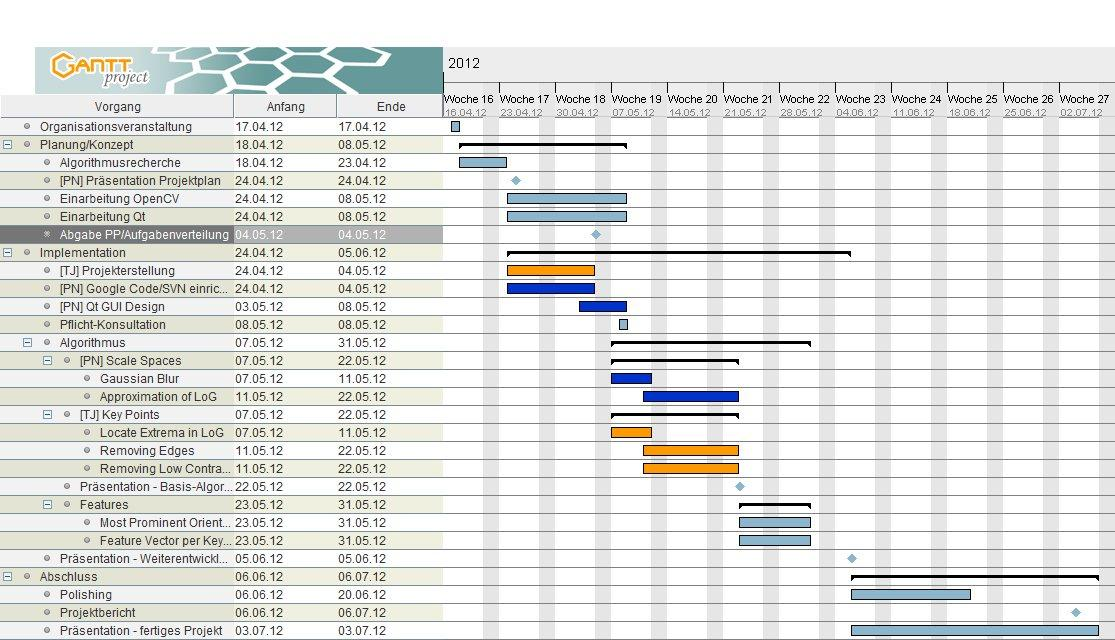 GANTT
project
2012
Vorgang Anfang Ende
Woche 16 Woche 17 Woche 18 Woche 19 Woche 20 Woche 21 Woche 22 Woche 23 Woche 24 Woche 25 Woche 26 Woche 27
16.04.12 23.04.12 30.04.12 07.05.12 14.05.12 21.05.12 28.05.12 04.06.12 11.06.12 18.06.12 25.06.12 02.07.12
Organisationsveranstaltung 17.04.12 17.04.12
Planung/Konzept 18.04.12 08.05.12
Algorithmusrecherche 18.04.12 23.04.12
[PN] Präsentation Projektplan 24.04.12 24.04.12
Einarbeitung OpenCV 24.04.12 08.05.12
Einarbeitung Qt 24.04.12 08.05.12
Abgabe PP/Aufgabenverteilung 04.05.12 04.05.12
Implementation 24.04.12 05.06.12
[TJ] Projekterstellung 24.04.12 04.05.12
[PN] Google Code/SVN einric... 24.04.12 04.05.12
[PN] Qt GUI Design 03.05.12 08.05.12
Pflicht-Konsultation 08.05.12 08.05.12
Algorithmus 07.05.12 31.05.12
[PN] Scale Spaces 07.05.12 22.05.12
Gaussian Blur 07.05.12 11.05.12
Approximation of LoG 11.05.12 22.05.12
[TJ] Key Points 07.05.12 22.05.12
Locate Extrema in LoG 07.05.12 11.05.12
Removing Edges 11.05.12 22.05.12
Removing Low Contra... 11.05.12 22.05.12
Präsentation - Basis-Algor... 22.05.12 22.05.12
Features 23.05.12 31.05.12
Most Prominent Orient... 23.05.12 31.05.12
Feature Vector per Key... 23.05.12 31.05.12
Präsentation - Weiterentwickl... 05.06.12 05.06.12
Abschluss 06.06.12 06.07.12
Polishing 06.06.12 20.06.12
Projektbericht 06.06.12 06.07.12
Präsentation - fertiges Projekt 03.07.12 03.07.12